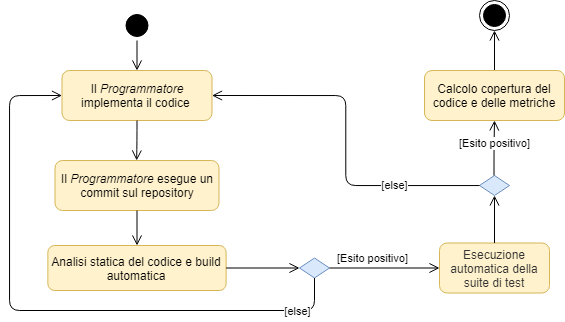 Il Programmatore
implementa il codice
Il Programmatore esegue un
commit sul repository
Analisi statica del codice e build
automatica
[else]
[Esito positivo]
Esecuzione
automatica della
suite di test
[else]
[Esito positivo]
Calcolo copertura del
codice e delle metriche